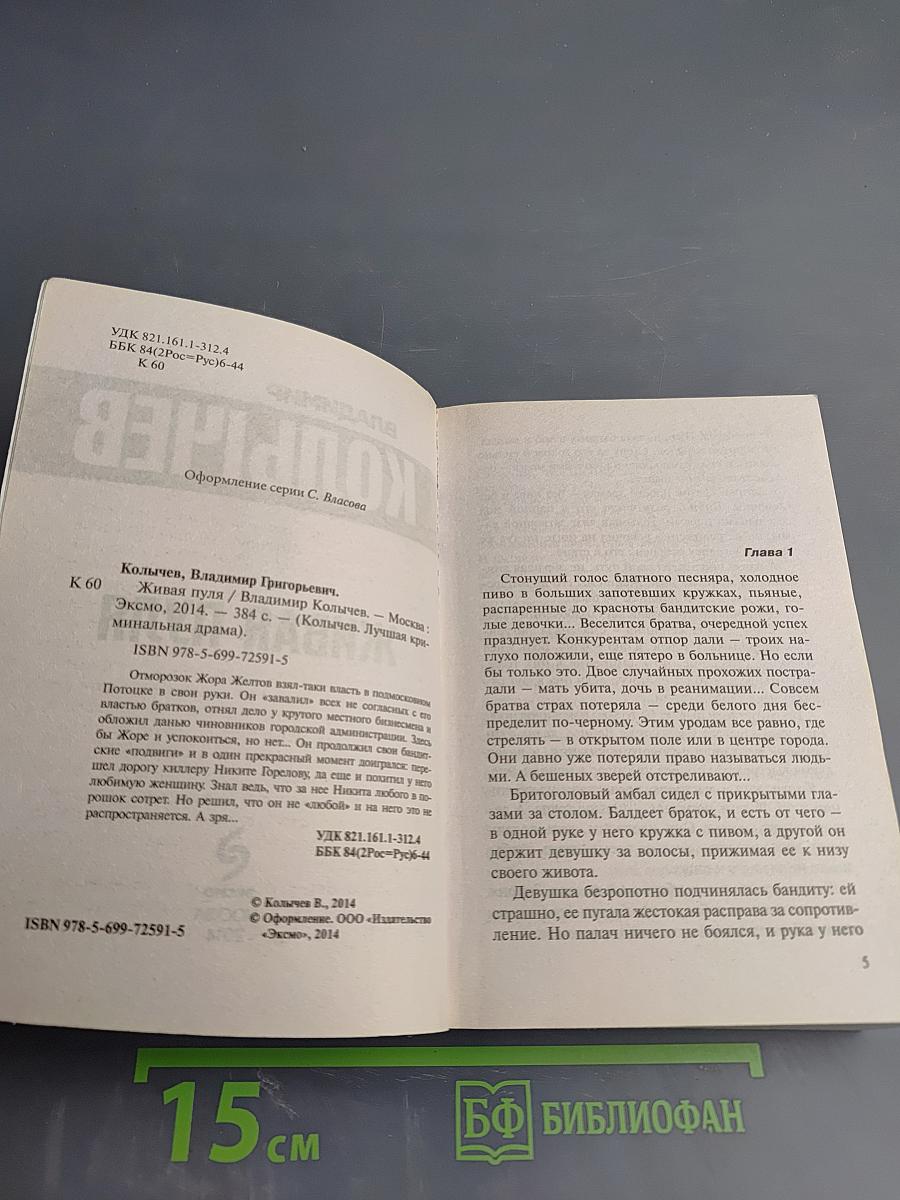 УДК 821.161.1-312.4
ББК 84(2Рос=Рус)6-44
К 60
ВЛАДИМИР
КОЛЫЧЕВ
Оформление серии С. Власова
Колычев, Владимир Григорьевич.
К 60 Живая пуля / Владимир Колычев. — Москва :
Эксмо, 2014. — 384 с. — (Колычев. Лучшая кри-
минальная драма).
ISBN 978-5-699-72591-5
Отморозок Жора Желтов взял-таки власть в подмосковном
Потоцке в свои руки. Он «завалил» всех не согласных с его
властью братков, отнял дело у крутого местного бизнесмена и
обложил данью чиновников городской администрации. Здесь
бы Жоре и успокоиться, но нет... Он продолжил свои бандит-
ские «подвиги» и в один прекрасный момент доигрался: пере-
шел дорогу киллеру Никите Горелову, да еще и похитил у него
любимую женщину. Знал ведь, что за нее Никита любого в по-
рошок сотрет. Но решил, что он не «любой» и на него это не
распространяется. А зря...
УДК 821.161.1-312.4
ББК 84(2Рос=Рус)6-44
© Колычев В., 2014
© Оформление. ООО «Издательство
«Эксмо», 2014
ISBN 978-5-699-72591-5
Глава 1
Стонущий голос блатного песняра, холодное
пиво в больших запотевших кружках, пьяные,
распаренные до красноты бандитские рожи, го-
лые девочки... Веселится братва, очередной успех
празднует. Конкурентам отпор дали — троих на-
глухо положили, еще пятеро в больнице. Но если
бы только это. Двое случайных прохожих постра-
дали — мать убита, дочь в реанимации... Совсем
братва страх потеряла — среди белого дня бес-
пределит по-черному. Этим уродам все равно, где
стрелять — в открытом поле или в центре города.
Они давно уже потеряли право называться людь-
ми. А бешеных зверей отстреливают...
Бритоголовый амбал сидел с прикрытыми гла-
зами за столом. Балдеет браток, и есть от чего —
в одной руке у него кружка с пивом, а другой он
держит девушку за волосы, прижимая ее к низу
своего живота.
Девушка безропотно подчинялась бандиту: ей
страшно, ее пугала жестокая расправа за сопротив-
ление. Но палач ничего не боялся, и рука у него
5
15 см
БФ БИБЛИОФАН